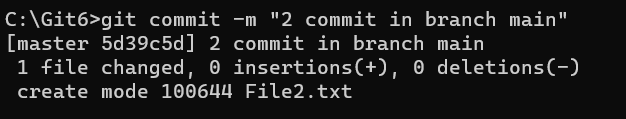 C:\Git6>git commit -m "2 commit in branch main"
[master 5d39c5d] 2 commit in branch main
 1 file changed, 0 insertions(+), 0 deletions(-)
 create mode 100644 File2.txt